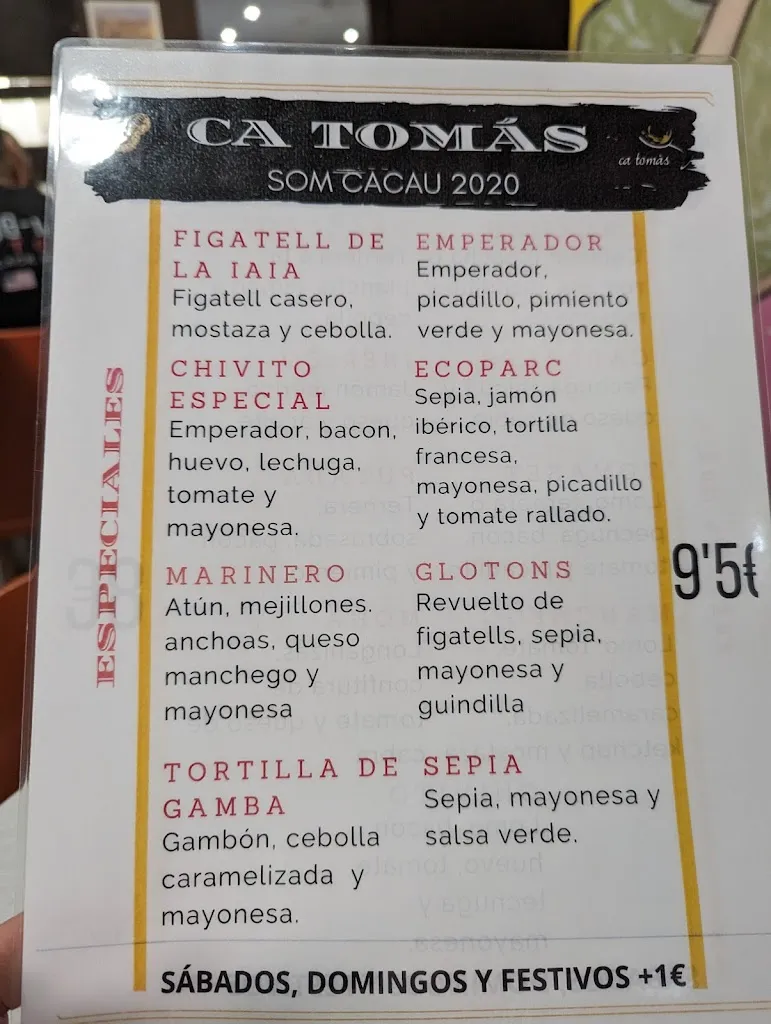 CA TOMÁS
ca tomàs
SOM CACAU 2020
ESPECIALES
FIGATELL DE
LA IAIA
Figatell casero,
mostaza y cebolla.
EMPERADOR
Emperador,
picadillo, pimiento
verde y mayonesa.
CHIVITO
ESPECIAL
Emperador, bacon,
huevo, lechuga,
tomate y
mayonesa.
ECOPARC
Sepia, jamón
ibérico, tortilla
francesa,
mayonesa, picadillo
y tomate rallado.
MARINERO
Atún, mejillones.
anchoas, queso
manchego y
mayonesa
GLOTONS
Revuelto de
figatells, sepia,
mayonesa y
guindilla
9'5€
TORTILLA DE
GAMBA
Gambón, cebolla
caramelizada y
mayonesa.
SEPIA
Sepia, mayonesa y
salsa verde.
SÁBADOS, DOMINGOS Y FESTIVOS +1€